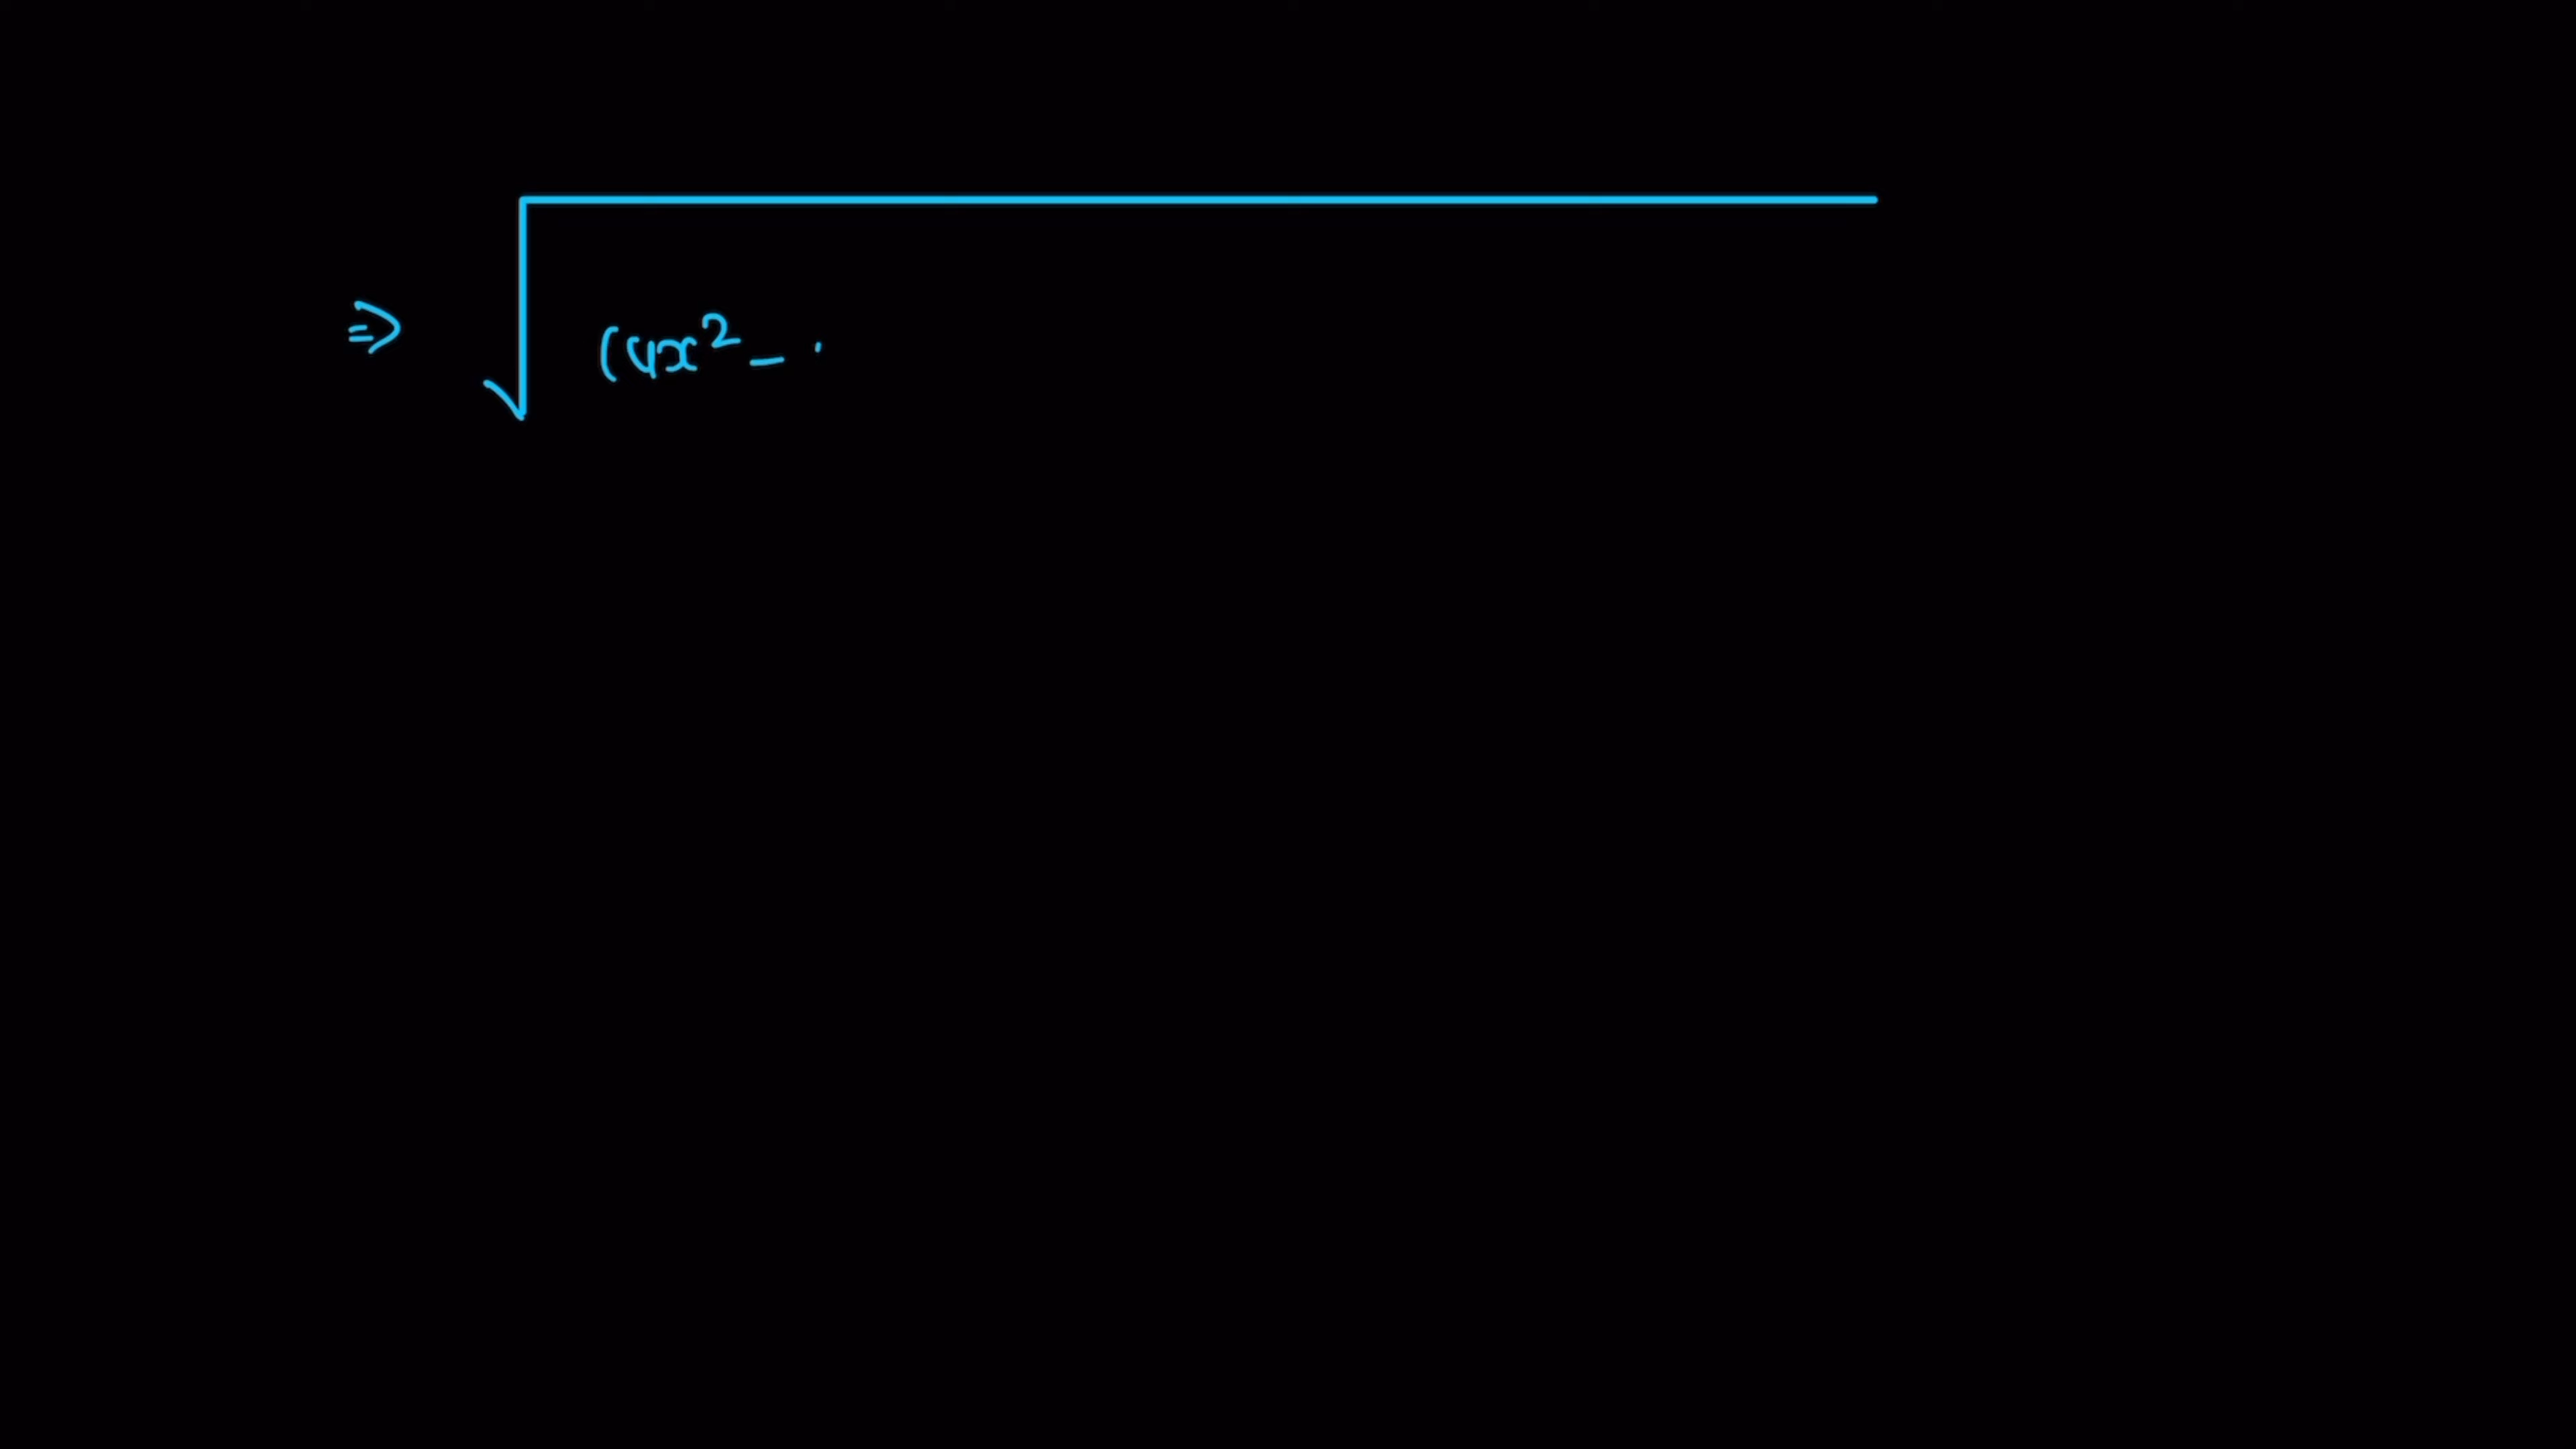 ⇒ √(4x² -